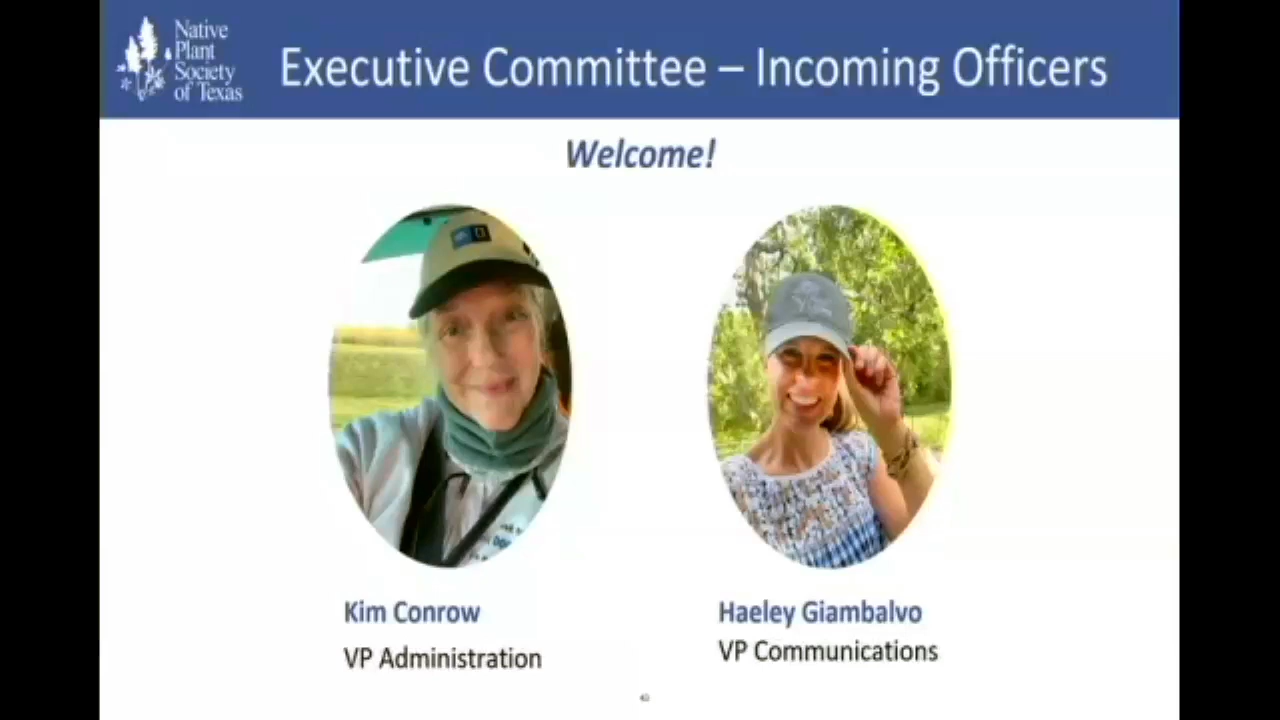 Native
Plant
Society
of Texas
Executive Committee – Incoming Officers
Welcome!
Kim Conrow
VP Administration
Haeley Giambalvo
VP Communications